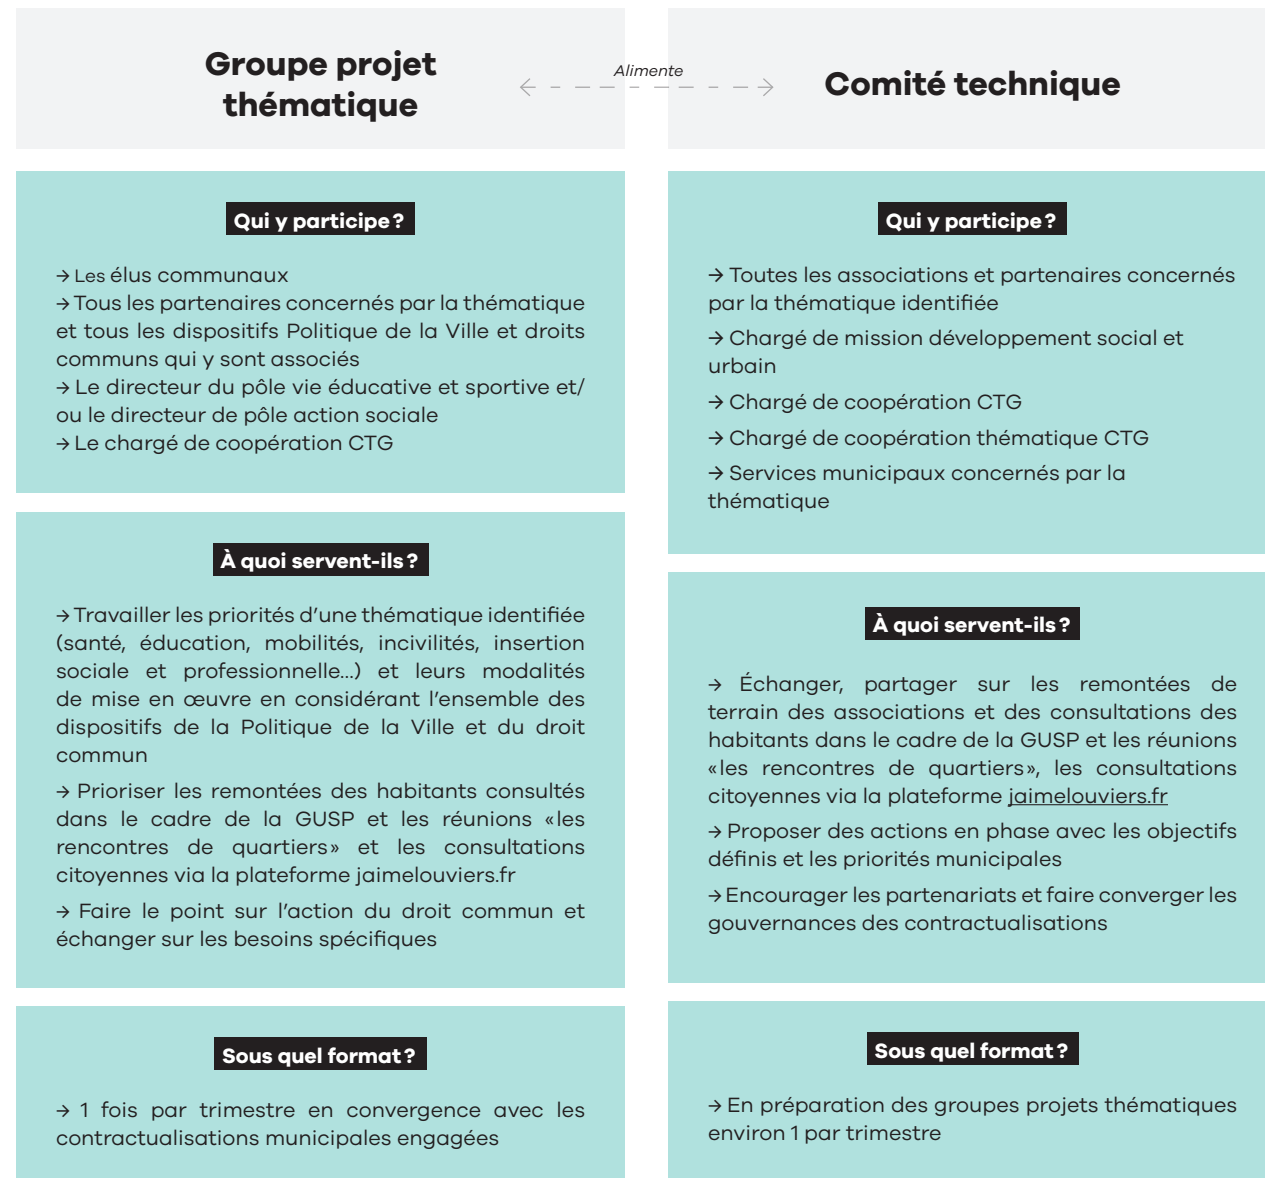 Groupe projet
thématique
Alimente
Comité technique
Qui y participe ?
→ Les élus communaux
→ Tous les partenaires concernés par la thématique
et tous les dispositifs Politique de la Ville et droits
communs qui y sont associés
→ Le directeur du pôle vie éducative et sportive et/
ou le directeur de pôle action sociale
→ Le chargé de coopération CTG
À quoi servent-ils ?
→ Travailler les priorités d’une thématique identifiée
(santé, éducation, mobilités, incivilités, insertion
sociale et professionnelle...) et leurs modalités
de mise en œuvre en considérant l’ensemble des
dispositifs de la Politique de la Ville et du droit
commun
→ Prioriser les remontées des habitants consultés
dans le cadre de la GUSP et les réunions «les
rencontres de quartiers» et les consultations
citoyennes via la plateforme jaimelouviers.fr
→ Faire le point sur l’action du droit commun et
échanger sur les besoins spécifiques
Sous quel format ?
→ 1 fois par trimestre en convergence avec les
contractualisations municipales engagées
Qui y participe ?
→ Toutes les associations et partenaires concernés
par la thématique identifiée
→ Chargé de mission développement social et
urbain
→ Chargé de coopération CTG
→ Chargé de coopération thématique CTG
→ Services municipaux concernés par la
thématique
À quoi servent-ils ?
→ Échanger, partager sur les remontées de
terrain des associations et des consultations des
habitants dans le cadre de la GUSP et les réunions
«les rencontres de quartiers», les consultations
citoyennes via la plateforme jaimelouviers.fr
→ Proposer des actions en phase avec les objectifs
définis et les priorités municipales
→ Encourager les partenariats et faire converger les
gouvernances des contractualisations
Sous quel format ?
→ En préparation des groupes projets thématiques
environ 1 par trimestre